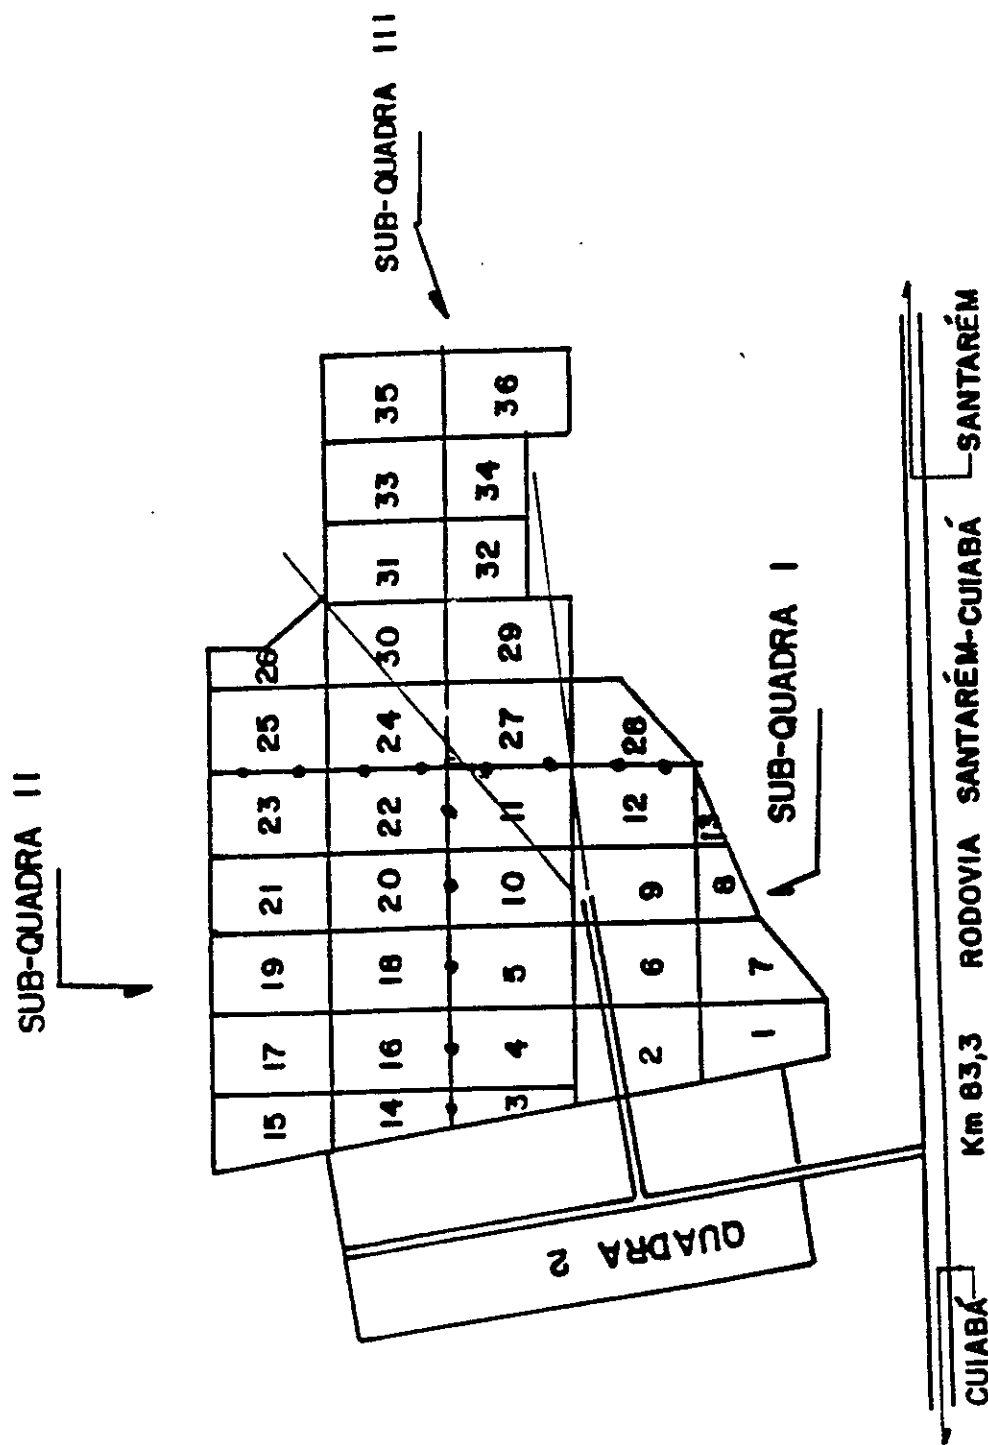 SUB-QUADRA II
15 17 19 21 23 25 26
14 16 18 20 22 24 30 31 33 35
SUB-QUADRA III
3 4 5 10 11 27 29 32 34 36
QUADRA 2
2 6 9 12 28
1 7 8 13
SUB-QUADRA I
CUIABÁ Km 83,3 RODOVIA SANTARÉM-CUIABÁ SANTARÉM